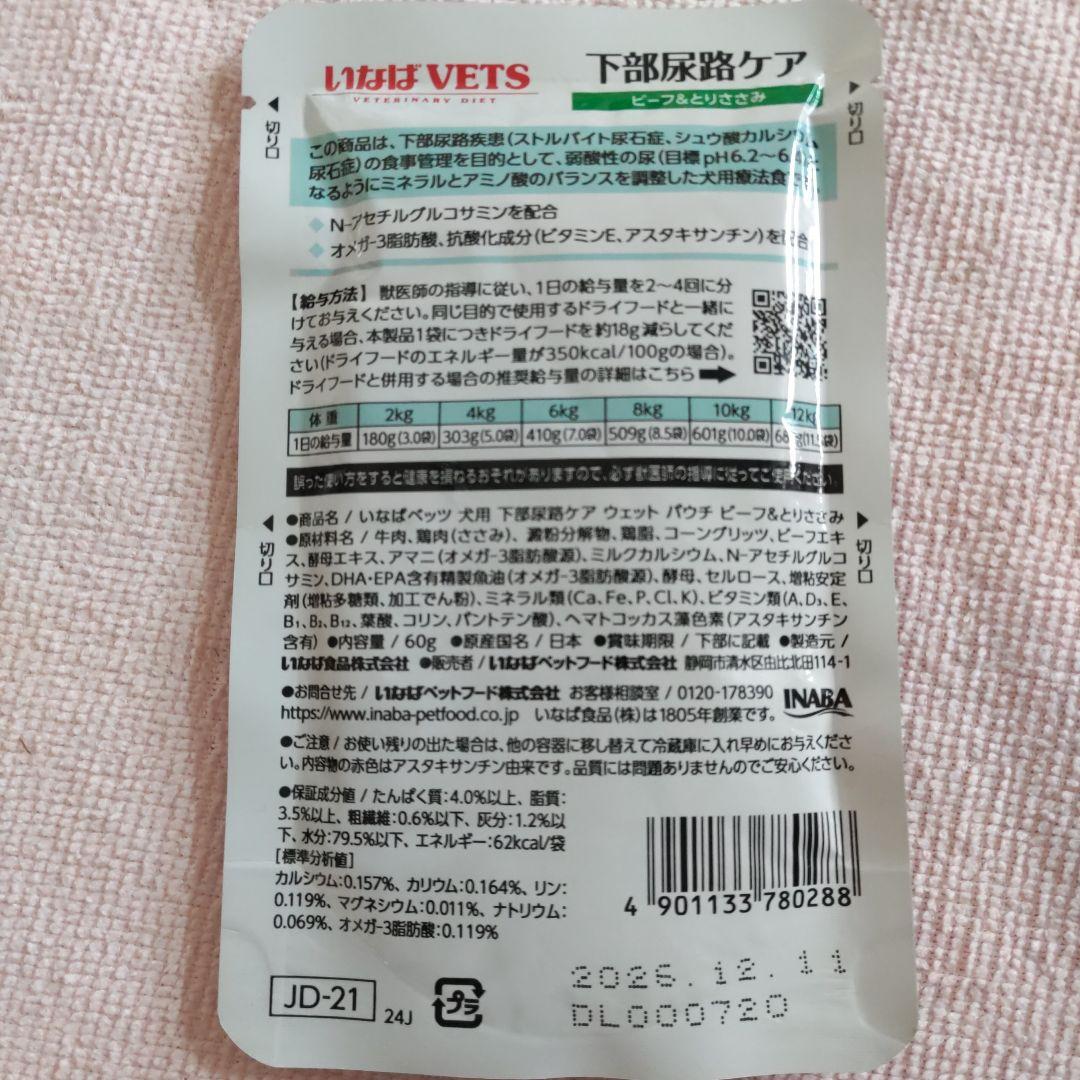 いなば VETS
VETERINARY DIET
下部尿路ケア
ビーフ&とりささみ
切り口
切り口
この商品は、下部尿路疾患(ストルバイト尿石症、シュウ酸カルシウム
尿石症)の食事管理を目的として、弱酸性の尿(目標pH6.2〜6.
なるようにミネラルとアミノ酸のバランスを調整した犬用療法食で
N-アセチルグルコサミンを配合
オメガ-3脂肪酸、抗酸化成分(ビタミンE、アスタキサンチン)を配合
【給与方法】 獣医師の指導に従い、1日の給与量を2〜4回に分
けてお与えください。同じ目的で使用するドライフードと一緒に
与える場合、本製品1袋につきドライフードを約18g減らしてくだ
さい(ドライフードのエネルギー量が350kcal/100gの場合)。
ドライフードと併用する場合の推奨給与量の詳細はこちら
体重 2kg 4kg 6kg 8kg 10kg 12kg
1日の給与量 180g(3.0袋) 303g(5.0袋) 410g(7.0袋) 509g(8.5袋) 601g(10.0袋)
誤った使い方をすると健康を損ねるおそれがありますので、必ず獣医師の指導に従ってご使用ください。
切り口
切り口
●商品名 / いなばペッツ 犬用 下部尿路ケア ウェット パウチ ビーフ&とりささみ
●原材料名 / 牛肉、鶏肉(ささみ)、澱粉分解物、鶏脂、コーングリッツ、ビーフエキ
ス、酵母エキス、アマニ(オメガ-3脂肪酸源)、ミルクカルシウム、N-アセチルグルコ
サミン、DHA・EPA含有精製魚油(オメガ-3脂肪酸源)、酵母、セルロース、増粘安定
剤(増粘多糖類、加工でん粉)、ミネラル類(Ca、Fe、P、Cl、K)、ビタミン類(A、D₃、E、
B₁、B₂、B₁₂、葉酸、コリン、パントテン酸)、ヘマトコッカス藻色素(アスタキサンチン
含有) ●内容量 / 60g ●原産国名 / 日本 ●賞味期限 / 下部に記載 ●製造元 /
いなば食品株式会社 ●販売者 / いなばペットフード株式会社 静岡市清水区由比北田114-1
●お問合せ先 / いなばペットフード株式会社 お客様相談室 / 0120-178390
INABA
https://www.inaba-petfood.co.jp いなば食品(株)は1805年創業です。
●ご注意 / お使い残りの出た場合は、他の容器に移し替えて冷蔵庫に入れ早めにお与えくださ
い。内容物の赤色はアスタキサンチン由来です。品質には問題ありませんのでご安心ください。
●保証成分値 / たんぱく質:4.0%以上、脂質:
3.5%以上、粗繊維:0.6%以下、灰分:1.2%以
下、水分:79.5%以下、エネルギー:62kcal/袋
[標準分析値]
カルシウム:0.157%、カリウム:0.164%、リン:
0.119%、マグネシウム:0.011%、ナトリウム:
0.069%、オメガ-3脂肪酸:0.119%
4 901133 780288
JD-21
24J
プラ
2026.12.11
DL000720